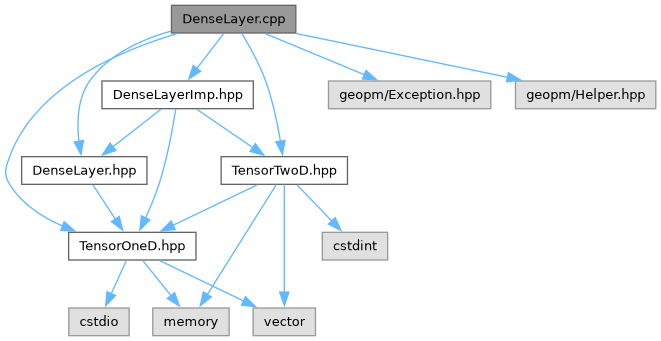 DenseLayer.cpp
DenseLayerImp.hpp
geopm/Exception.hpp
geopm/Helper.hpp
DenseLayer.hpp
TensorTwoD.hpp
TensorOneD.hpp
cstdint
cstdio
memory
vector